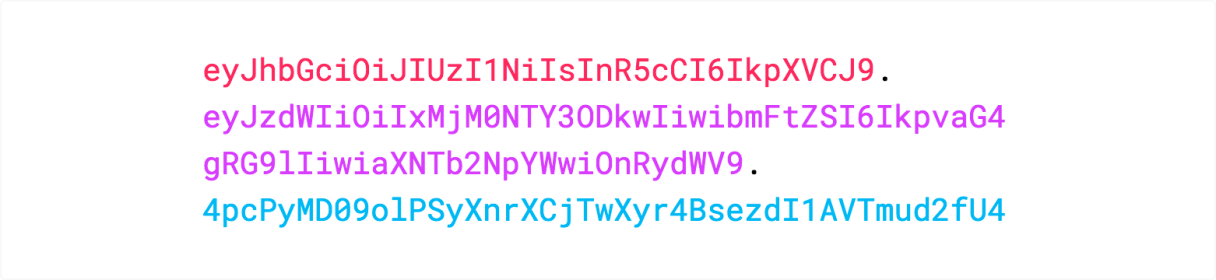 eyJhbGciOiJIUzI1NiIsInR5cCI6IkpXVCJ9.
eyJzdWIiOiIxMjM0NTY3ODkwIiwibmFtZSI6IkpvaG4
gRG9lIiwiaXNTb2NpYWwiOnRydWV9.
4pcPyMD09olPSyXnrXCjTwXyr4BsezdI1AVTmud2fU4